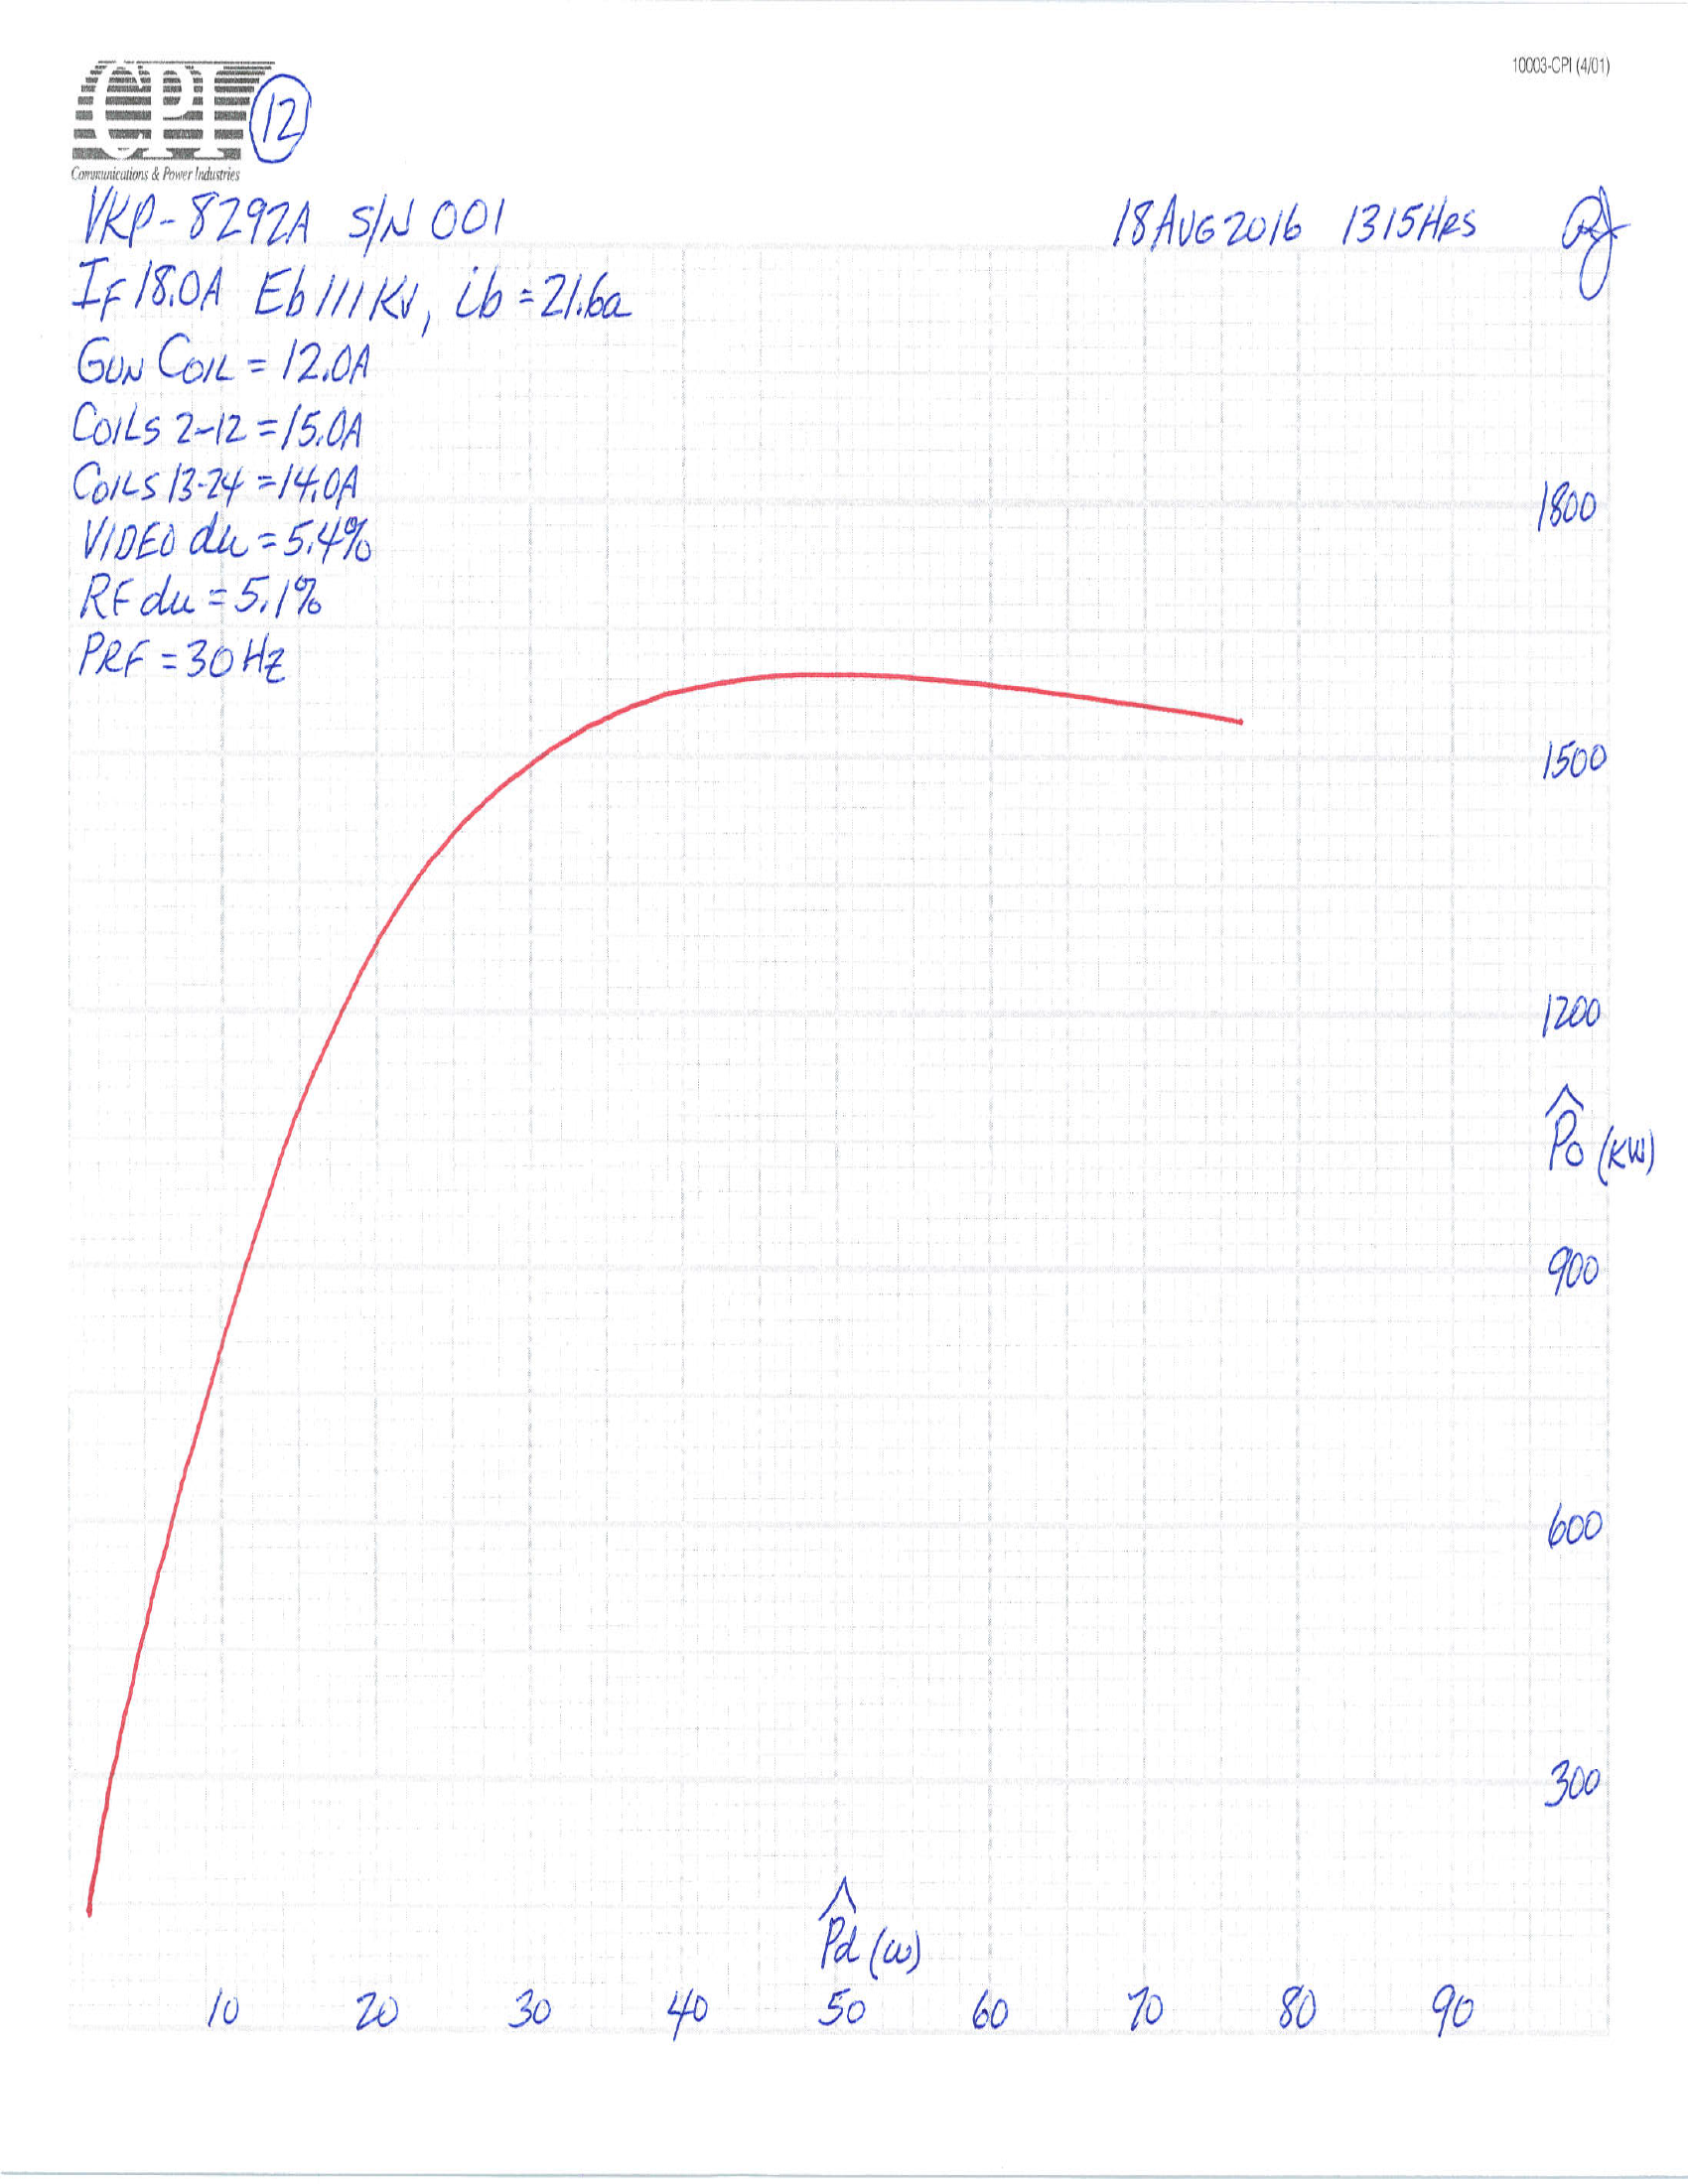 10003-CPI (4/01)
CPI
12
Communications & Power Industries
VKP-8292A S/N 001
18 AUG 2016 1315HRS
IF 18.0A Eb 111 KV, ib = 21.6a
GUN COIL = 12.0A
COILS 2-12 = 15.0A
COILS 13-24 = 14.0A
VIDEO du = 5.4%
RF du = 5.1%
PRF = 30 HZ
1800
1500
1200
P̂o (KW)
900
600
300
P̂d (w)
10 20 30 40 50 60 70 80 90